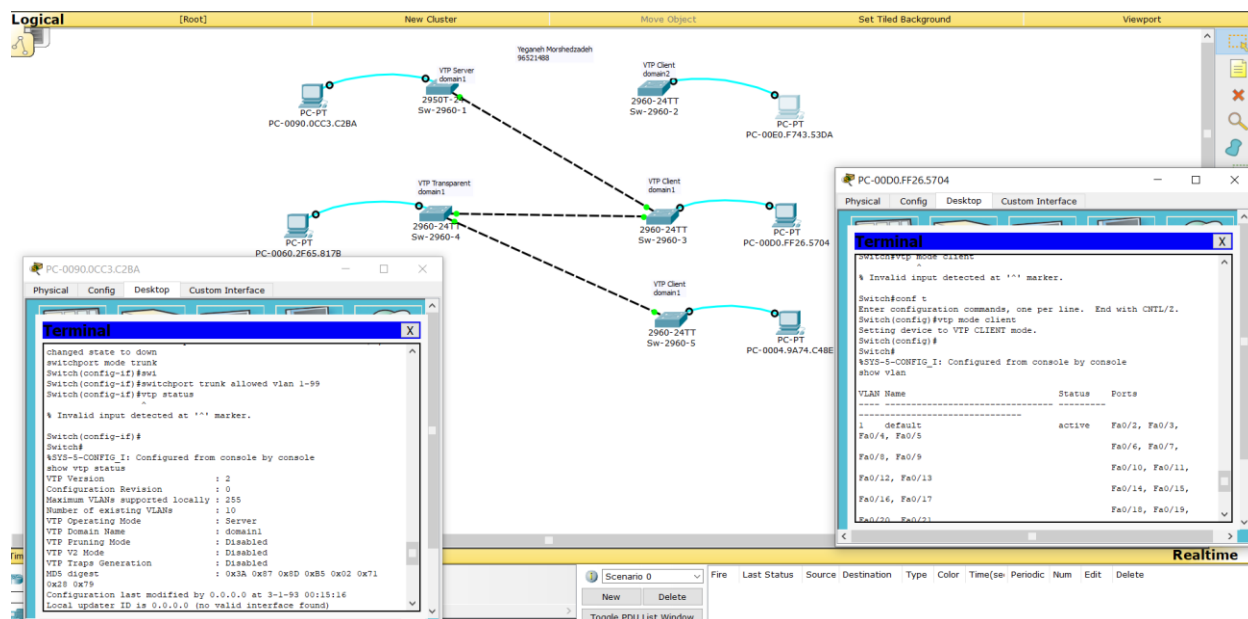 Logical [Root] New Cluster Move Object Set Tiled Background Viewport
Yeganeh Morshedzadeh
96521488
VTP Server
domain1
2950T-24
Sw-2960-1
PC-PT
PC-0090.0CC3.C2BA
VTP Client
domain2
2960-24TT
Sw-2960-2
PC-PT
PC-00E0.F743.53DA
VTP Transparent
domain1
2960-24TT
Sw-2960-4
PC-PT
PC-0060.2F65.817B
VTP Client
domain1
2960-24TT
Sw-2960-3
PC-PT
PC-00D0.FF26.5704
VTP Client
domain1
2960-24TT
Sw-2960-5
PC-PT
PC-0004.9A74.C48E
PC-0090.0CC3.C2BA
Physical Config Desktop Custom Interface
Terminal X
changed state to down
switchport mode trunk
Switch(config-if)#swi
Switch(config-if)#switchport trunk allowed vlan 1-99
Switch(config-if)#vtp status
^
% Invalid input detected at '^' marker.
Switch(config-if)#
Switch#
%SYS-5-CONFIG_I: Configured from console by console
show vtp status
VTP Version : 2
Configuration Revision : 0
Maximum VLANs supported locally : 255
Number of existing VLANs : 10
VTP Operating Mode : Server
VTP Domain Name : domain1
VTP Pruning Mode : Disabled
VTP V2 Mode : Disabled
VTP Traps Generation : Disabled
MD5 digest : 0x3A 0x87 0x8D 0xB5 0x02 0x71
0x28 0x79
Configuration last modified by 0.0.0.0 at 3-1-93 00:15:16
Local updater ID is 0.0.0.0 (no valid interface found)
PC-00D0.FF26.5704
Physical Config Desktop Custom Interface
Terminal X
Switch#vtp mode client
^
% Invalid input detected at '^' marker.
Switch#conf t
Enter configuration commands, one per line. End with CNTL/Z.
Switch(config)#vtp mode client
Setting device to VTP CLIENT mode.
Switch(config)#
Switch#
%SYS-5-CONFIG_I: Configured from console by console
show vlan
VLAN Name Status Ports
---- -------------------------------- ---------
-------------------------------
1 default active Fa0/2, Fa0/3,
Fa0/4, Fa0/5
Fa0/6, Fa0/7,
Fa0/8, Fa0/9
Fa0/10, Fa0/11,
Fa0/12, Fa0/13
Fa0/14, Fa0/15,
Fa0/16, Fa0/17
Fa0/18, Fa0/19,
Fa0/20, Fa0/21
Realtime
Scenario 0
New Delete
Toggle PDU List Window
Fire Last Status Source Destination Type Color Time(se Periodic Num Edit Delete